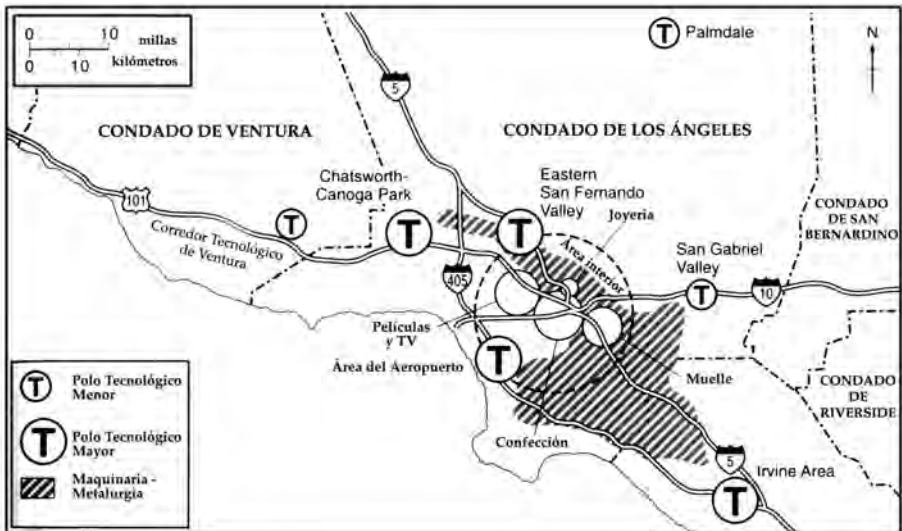 0 10 millas
0 10 kilómetros
T Palmdale
N
5
CONDADO DE VENTURA
CONDADO DE LOS ÁNGELES
101
Chatsworth-
Canoga Park
Eastern
San Fernando
Valley
Joyeria
CONDADO
DE SAN
BERNARDINO
T
T
T
Corredor Tecnológico
de Ventura
Área interior
San Gabriel
Valley
T
405
10
Películas
y TV
Área del Aeropuerto
T
Muelle
CONDADO
DE
RIVERSIDE
Confección
5
Irvine Area
T
T Polo Tecnológico
Menor
T Polo Tecnológico
Mayor
Maquinaria -
Metalurgia